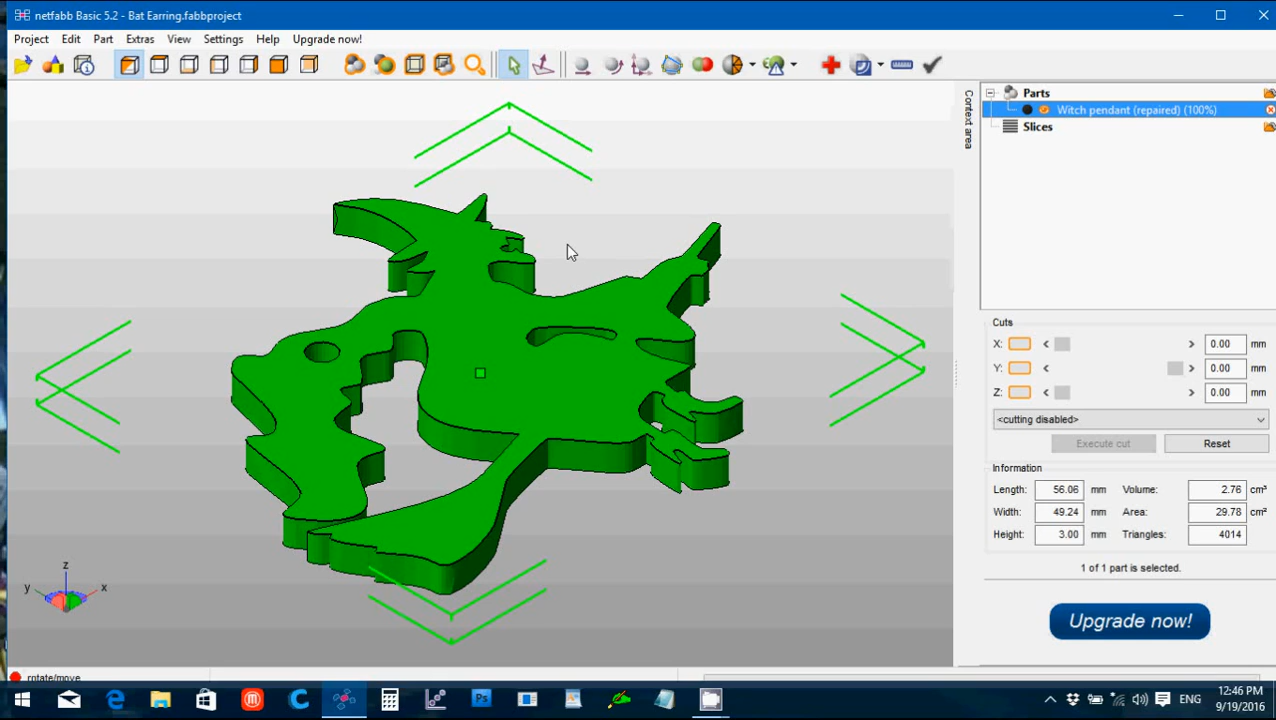 netfabb Basic 5.2 - Bat Earring.fabbproject
Project Edit Part Extras View Settings Help Upgrade now!
Context area
Parts
Witch pendant (repaired) (100%)
Slices
Cuts
X: < > 0.00 mm
Y: < > 0.00 mm
Z: < > 0.00 mm
<cutting disabled>
Execute cut Reset
Information
Length: 56.06 mm Volume: 2.76 cm³
Width: 49.24 mm Area: 29.78 cm²
Height: 3.00 mm Triangles: 4014
1 of 1 part is selected.
Upgrade now!
z
y x
rotate/move
ENG
12:46 PM
9/19/2016